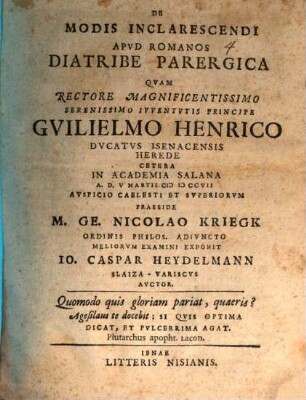 DE
MODIS INCLARESCENDI
APVD ROMANOS 4
DIATRIBE PARERGICA
QVAM
RECTORE MAGNIFICENTISSIMO
SERENISSIMO IVVENTVTIS PRINCIPE
GVILIELMO HENRICO
DVCATVS ISENACENSIS
HEREDE
CETERA
IN ACADEMIA SALANA
A. D. V MARTII. CIↃ IↃ CCVII
AVSPICIO CAELESTI ET SVPERIORVM
PRAESIDE
M. GE. NICOLAO KRIEGK
ORDINIS PHILOS. ADIVNCTO
MELIORVM EXAMINI EXPONIT
IO. CASPAR HEYDELMANN
SLAIZA - VARISCVS
AVCTOR.
Quomodo quis gloriam pariat, quaeris?
Agesilaus te docebit: SI QVIS OPTIMA
DICAT, ET PVLCERRIMA AGAT.
Plutarchus apopht. Lacon.
IENAE
LITTERIS NISIANIS.